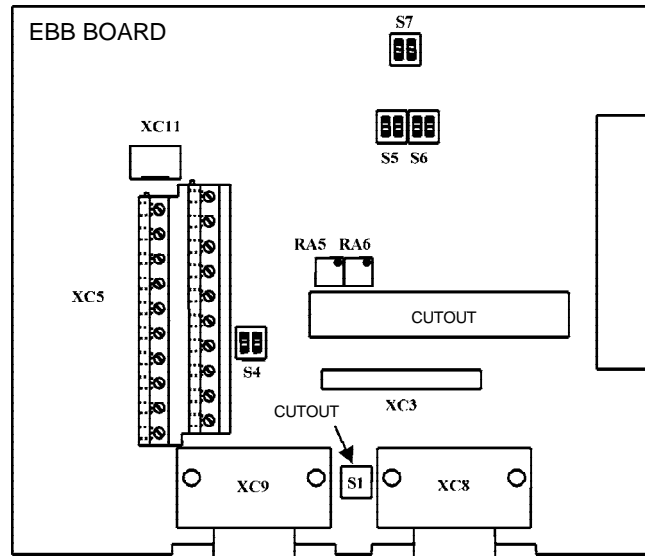 EBB BOARD
S7
XC11
S5 S6
RA5 RA6
XC5
CUTOUT
S4
XC3
CUTOUT
XC9
S1
XC8